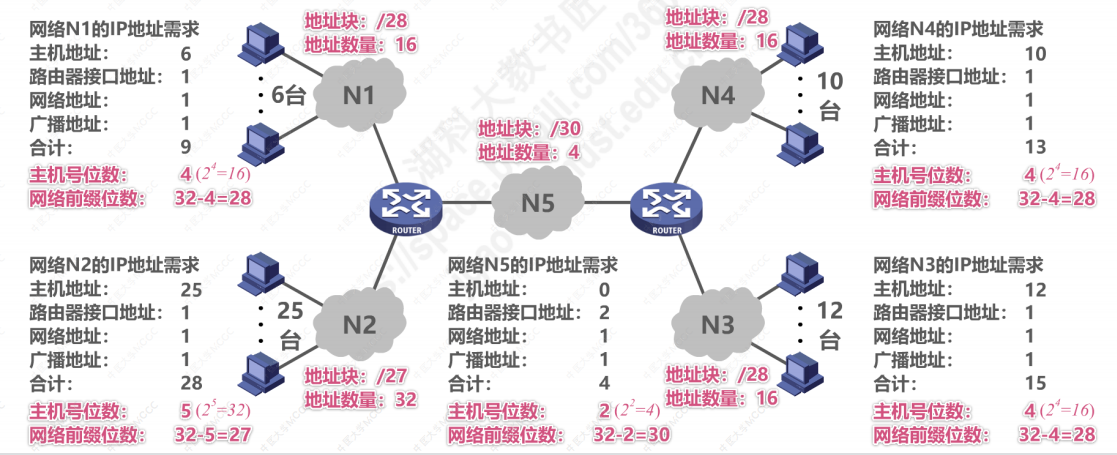 网络N1的IP地址需求
主机地址： 6
路由器接口地址： 1
网络地址： 1
广播地址： 1
合计： 9
主机号位数： 4 (2^4=16)
网络前缀位数： 32-4=28
地址块：/28
地址数量：16
6台
N1
地址块：/30
地址数量：4
N5
ROUTER
ROUTER
地址块：/28
地址数量：16
10
台
N4
网络N4的IP地址需求
主机地址： 10
路由器接口地址： 1
网络地址： 1
广播地址： 1
合计： 13
主机号位数： 4 (2^4=16)
网络前缀位数： 32-4=28
网络N2的IP地址需求
主机地址： 25
路由器接口地址： 1
网络地址： 1
广播地址： 1
合计： 28
主机号位数： 5 (2^5=32)
网络前缀位数： 32-5=27
25
台
N2
地址块：/27
地址数量：32
网络N5的IP地址需求
主机地址： 0
路由器接口地址： 2
网络地址： 1
广播地址： 1
合计： 4
主机号位数： 2 (2^2=4)
网络前缀位数： 32-2=30
N3
12
台
地址块：/28
地址数量：16
网络N3的IP地址需求
主机地址： 12
路由器接口地址： 1
网络地址： 1
广播地址： 1
合计： 15
主机号位数： 4 (2^4=16)
网络前缀位数： 32-4=28